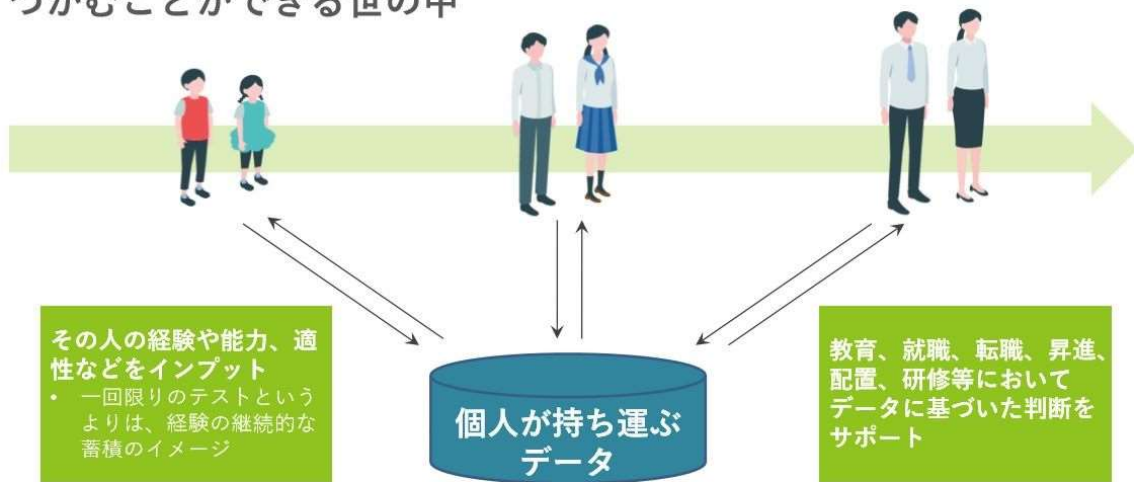 つかむことができる世の中
その人の経験や能力、適
性などをインプット
• 一回限りのテストという
よりは、経験の継続的な
蓄積のイメージ
個人が持ち運ぶ
データ
教育、就職、転職、昇進、
配置、研修等において
データに基づいた判断を
サポート